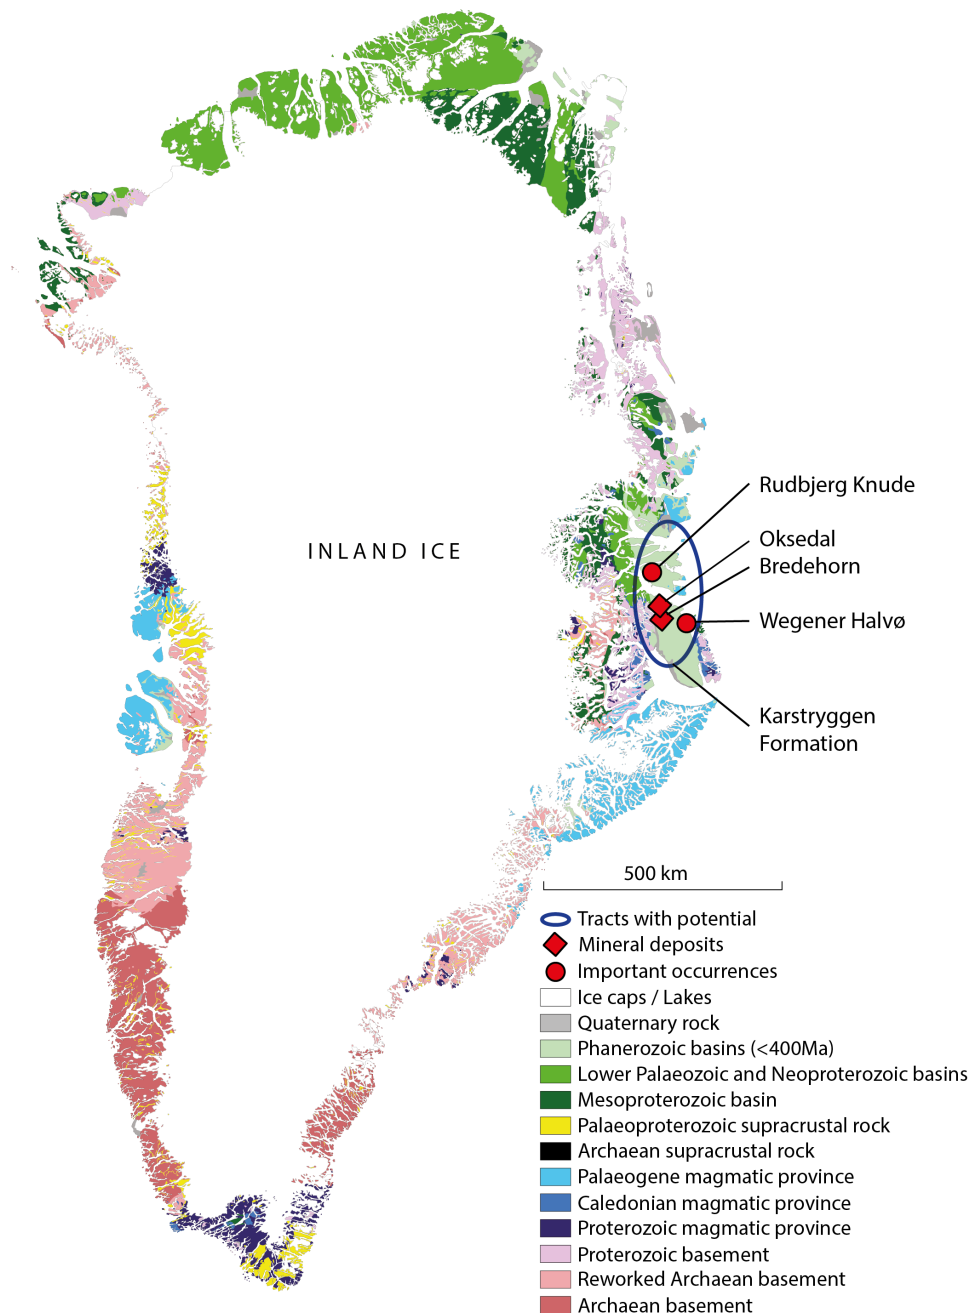 Rudbjerg Knude
Oksedal
INLAND ICE
Bredehorn
Wegener Halvø
Karstryggen
Formation
500 km
Tracts with potential
Mineral deposits
Important occurrences
Ice caps / Lakes
Quaternary rock
Phanerozoic basins (<400Ma)
Lower Palaeozoic and Neoproterozoic basins
Mesoproterozoic basin
Palaeoproterozoic supracrustal rock
Archaean supracrustal rock
Palaeogene magmatic province
Caledonian magmatic province
Proterozoic magmatic province
Proterozoic basement
Reworked Archaean basement
Archaean basement